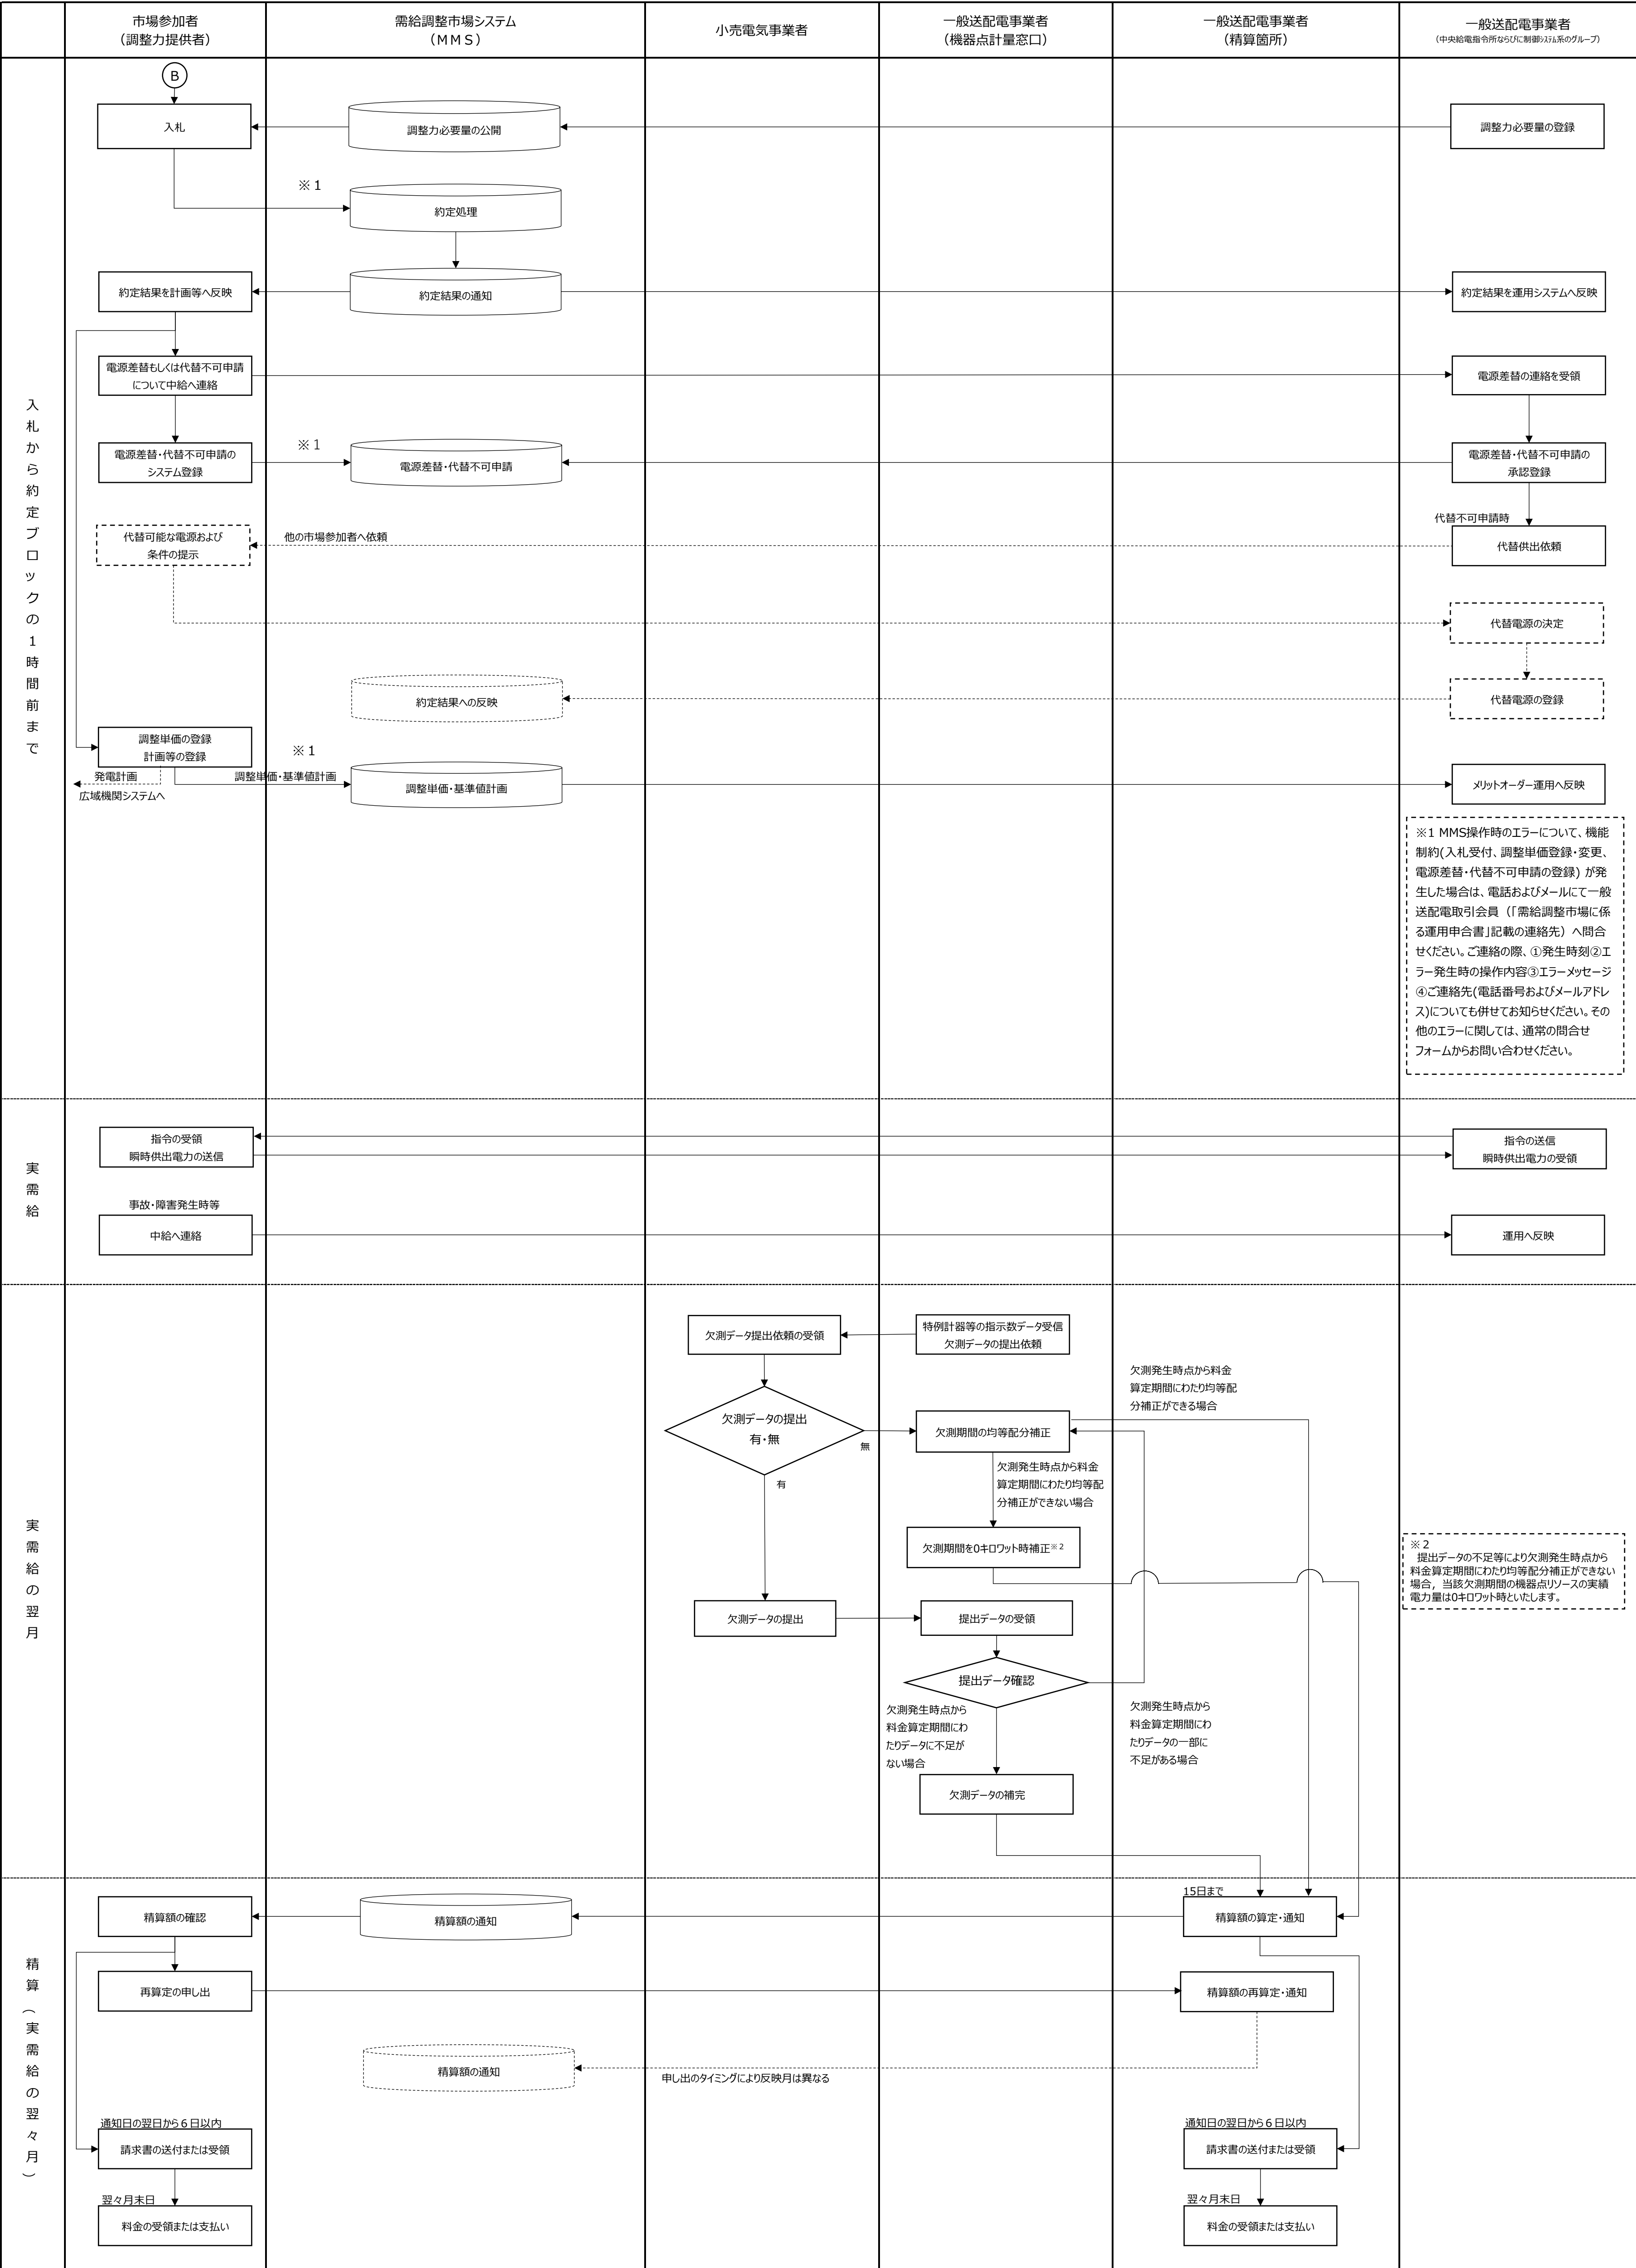 市場参加者
（調整力提供者）
需給調整市場システム
（ＭＭＳ）
小売電気事業者
一般送配電事業者
（機器点計量窓口）
一般送配電事業者
（精算箇所）
一般送配電事業者
（中央給電指令所ならびに制御システム系のグループ）
入札から約定ブロックの１時間前まで
B
入札
調整力必要量の公開
調整力必要量の登録
※１
約定処理
約定結果を計画等へ反映
約定結果の通知
約定結果を運用システムへ反映
電源差替もしくは代替不可申請
について中給へ連絡
電源差替の連絡を受領
電源差替・代替不可申請の
システム登録
※１
電源差替・代替不可申請
電源差替・代替不可申請の
承認登録
代替不可申請時
代替可能な電源および
条件の提示
他の市場参加者へ依頼
代替供出依頼
代替電源の決定
約定結果への反映
代替電源の登録
調整単価の登録
計画等の登録
※１
発電計画
広域機関システムへ
調整単価・基準値計画
調整単価・基準値計画
メリットオーダー運用へ反映
※１ MMS操作時のエラーについて、機能
制約(入札受付、調整単価登録・変更、
電源差替・代替不可申請の登録) が発
生した場合は、電話およびメールにて一般
送配電取引会員（「需給調整市場に係
る運用申合書」記載の連絡先）へ問合
せください。ご連絡の際、①発生時刻②エ
ラー発生時の操作内容③エラーメッセージ
④ご連絡先(電話番号およびメールアドレ
ス)についても併せてお知らせください。その
他のエラーに関しては、通常の問合せ
フォームからお問い合わせください。
実需給
指令の受領
瞬時供出電力の送信
指令の送信
瞬時供出電力の受領
事故・障害発生時等
中給へ連絡
運用へ反映
実需給の翌月
欠測データ提出依頼の受領
特例計器等の指示数データ受信
欠測データの提出依頼
欠測データの提出
有・無
無
有
欠測期間の均等配分補正
欠測発生時点から料金
算定期間にわたり均等配
分補正ができる場合
欠測発生時点から料金
算定期間にわたり均等配
分補正ができない場合
欠測期間を0キロワット時補正※２
※２
提出データの不足等により欠測発生時点から
料金算定期間にわたり均等配分補正ができない
場合，当該欠測期間の機器点リソースの実績
電力量は0キロワット時といたします。
欠測データの提出
提出データの受領
提出データ確認
欠測発生時点から
料金算定期間にわ
たりデータに不足が
ない場合
欠測発生時点から
料金算定期間にわ
たりデータの一部に
不足がある場合
欠測データの補完
精算（実需給の翌々月）
精算額の確認
精算額の通知
15日まで
精算額の算定・通知
再算定の申し出
精算額の再算定・通知
精算額の通知
申し出のタイミングにより反映月は異なる
通知日の翌日から６日以内
請求書の送付または受領
通知日の翌日から６日以内
請求書の送付または受領
翌々月末日
料金の受領または支払い
翌々月末日
料金の受領または支払い